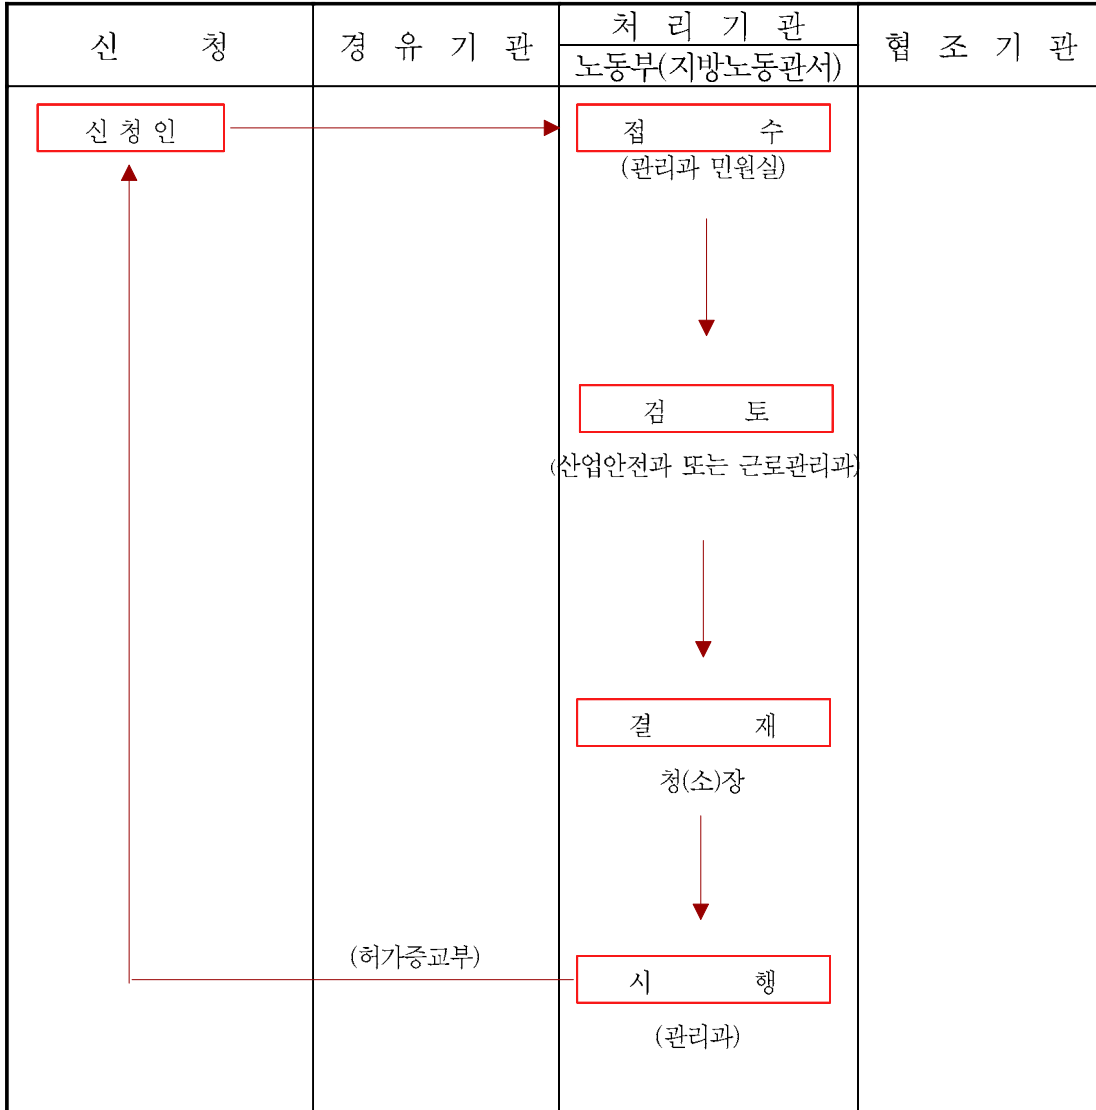 신 청
경 유 기 관
처 리 기 관
노동부(지방노동관서)
협 조 기 관
신 청 인
접 수
(관리과 민원실)
검 토
(산업안전과 또는 근로관리과)
결 재
청(소)장
(허가증교부)
시 행
(관리과)